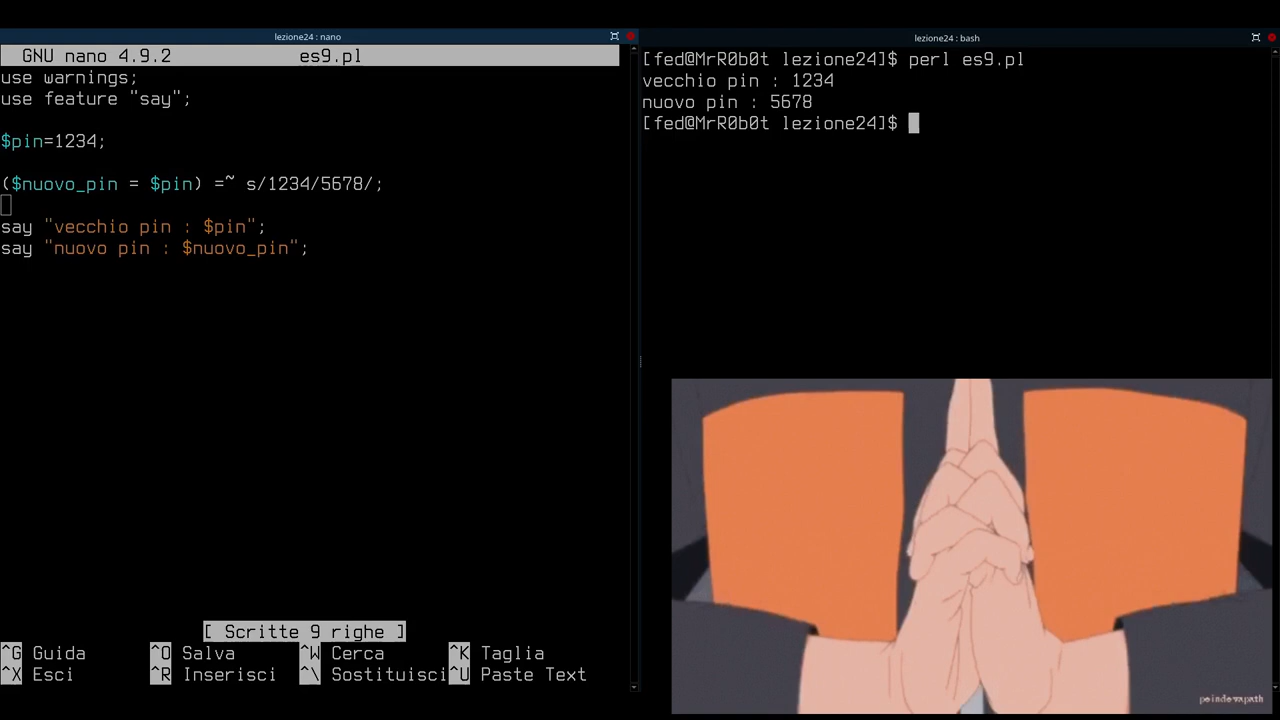 lezione24 : nano
GNU nano 4.9.2 es9.pl
use warnings;
use feature "say";
$pin=1234;
($nuovo_pin = $pin) =~ s/1234/5678/;
say "vecchio pin : $pin";
say "nuovo pin : $nuovo_pin";
[ Scritte 9 righe ]
^G Guida ^O Salva ^W Cerca ^K Taglia
^X Esci ^R Inserisci ^\ Sostituisci ^U Paste Text
lezione24 : bash
[fed@MrR0b0t lezione24]$ perl es9.pl
vecchio pin : 1234
nuovo pin : 5678
[fed@MrR0b0t lezione24]$